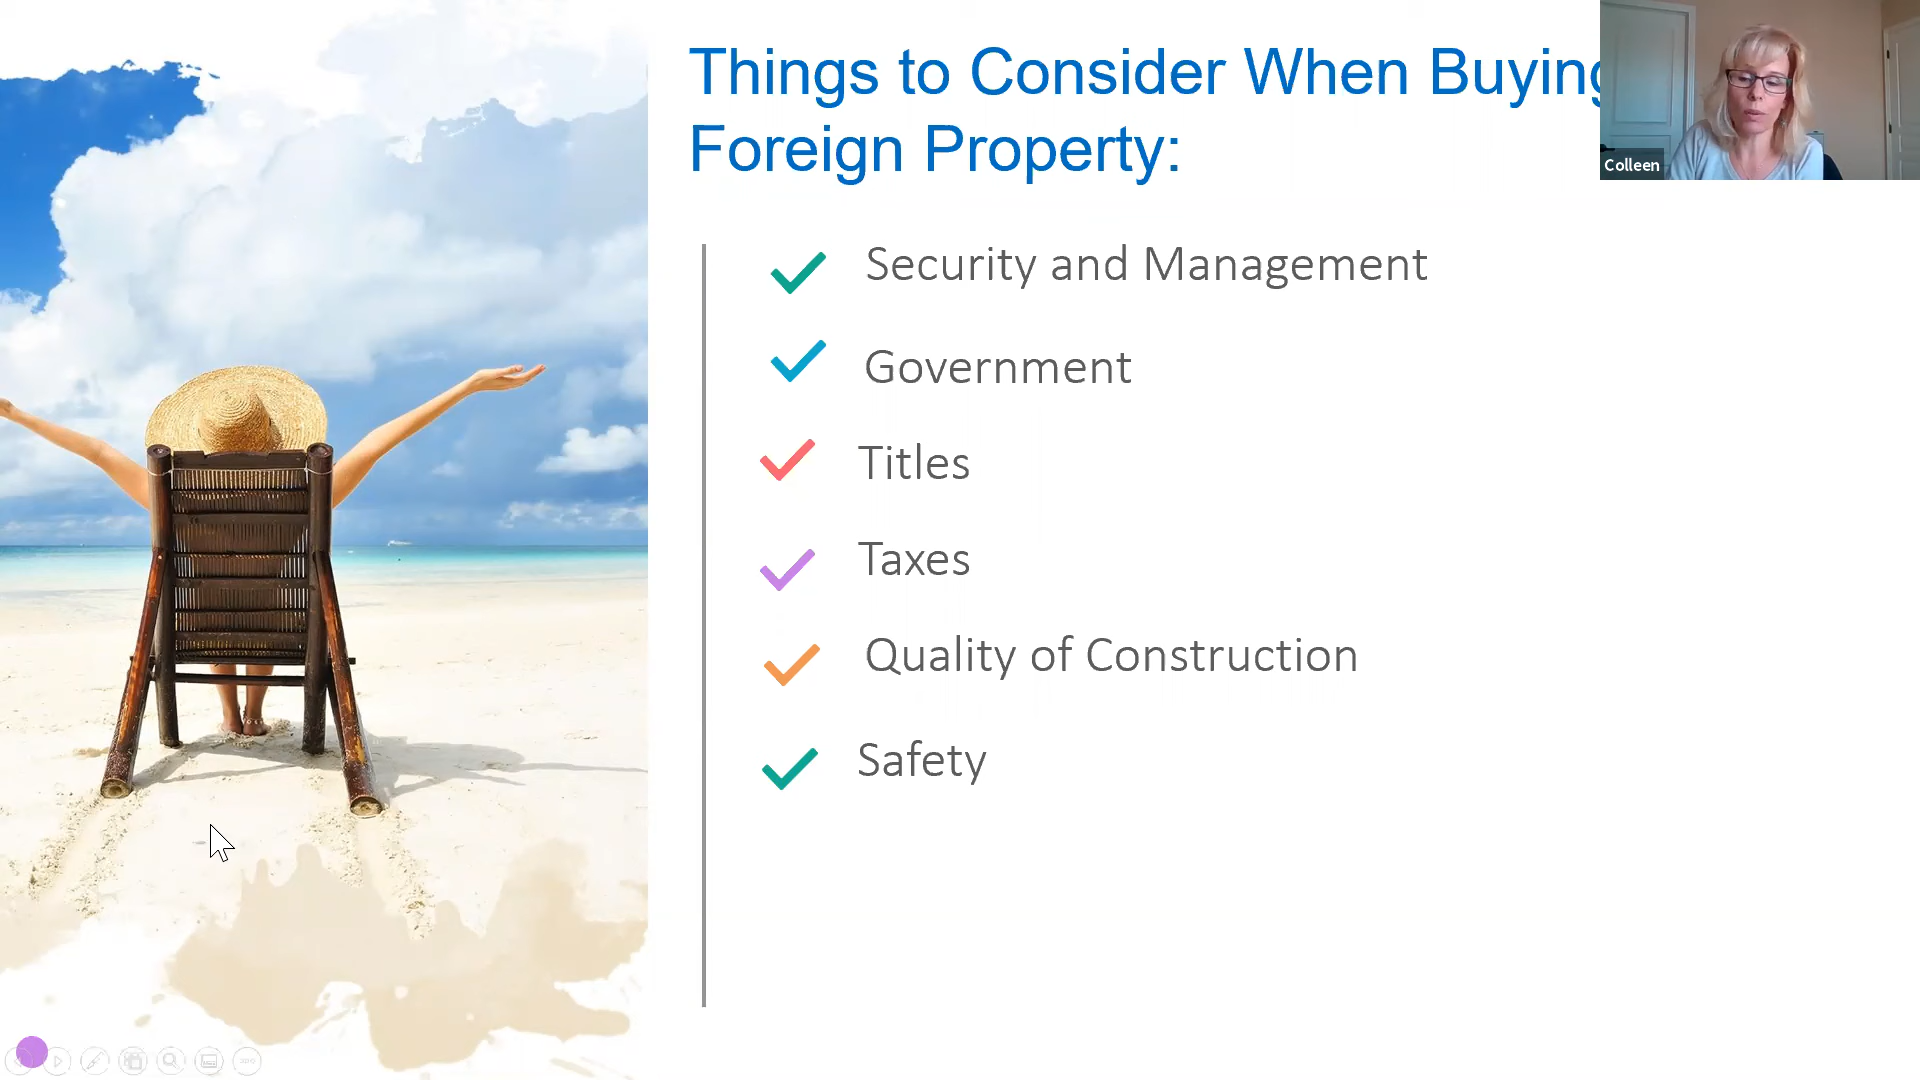 Things to Consider When Buying
Foreign Property:
Colleen
Security and Management
Government
Titles
Taxes
Quality of Construction
Safety